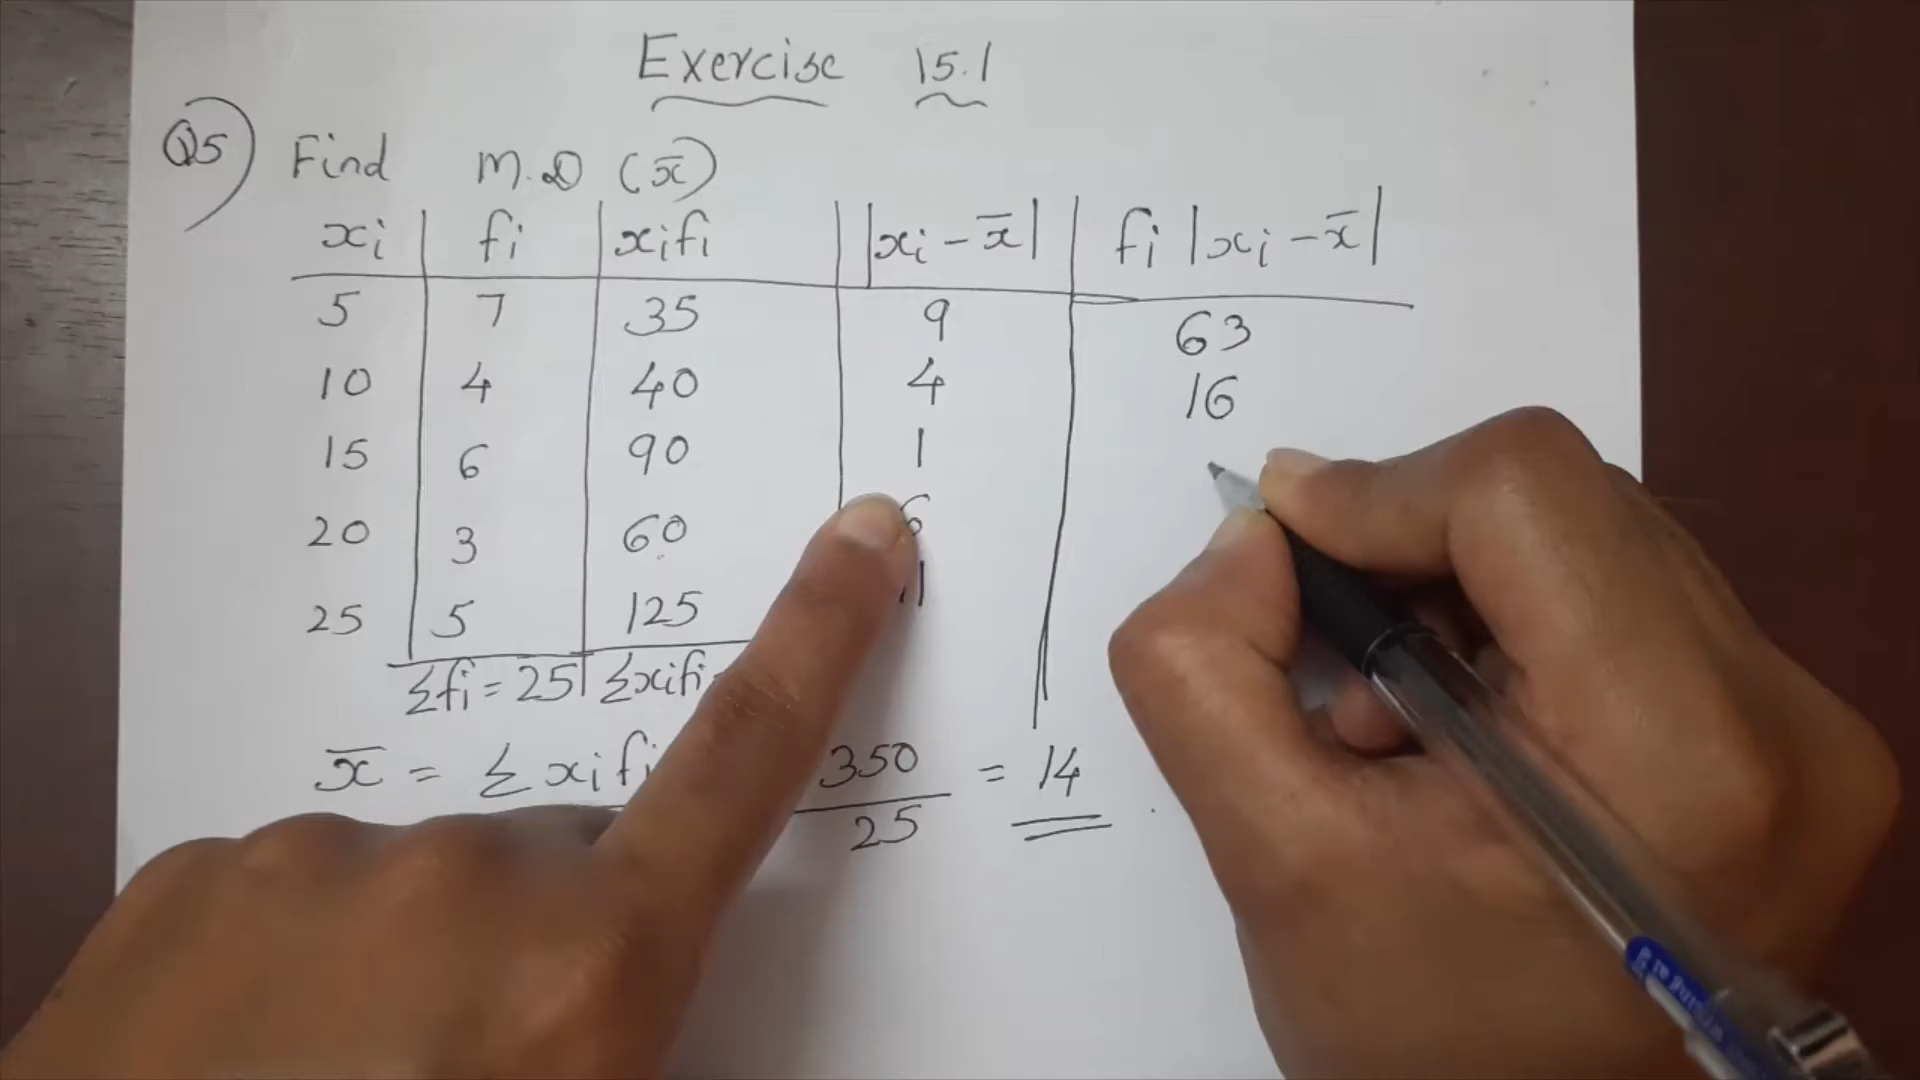 Exercise 15.1
Q5) Find M.D (x̄)
xi fi xifi |xi - x̄| fi |xi - x̄|
5 7 35 9 63
10 4 40 4 16
15 6 90 1
20 3 60 6
25 5 125 11
Σfi = 25 Σxifi
x̄ = Σxifi 350 = 14
25